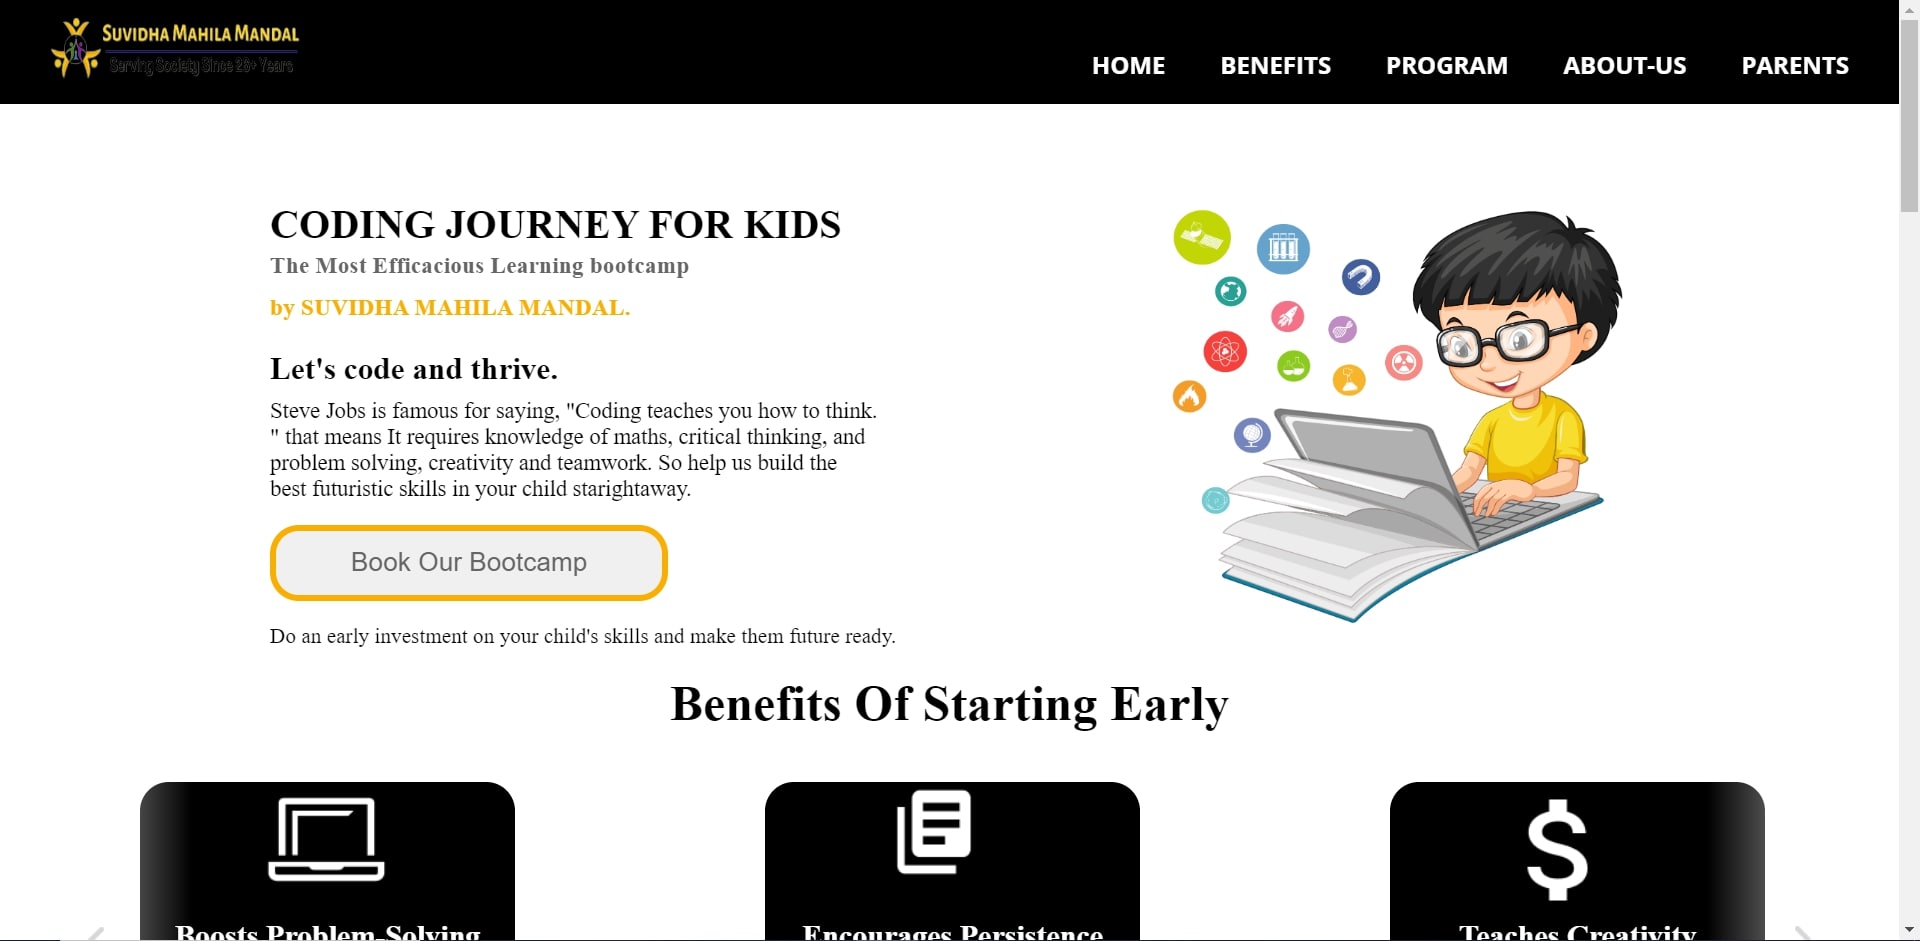 SUVIDHA MAHILA MANDAL
Serving Society Since 26+ Years
HOME BENEFITS PROGRAM ABOUT-US PARENTS
CODING JOURNEY FOR KIDS
The Most Efficacious Learning bootcamp
by SUVIDHA MAHILA MANDAL.
Let's code and thrive.
Steve Jobs is famous for saying, "Coding teaches you how to think.
" that means It requires knowledge of maths, critical thinking, and
problem solving, creativity and teamwork. So help us build the
best futuristic skills in your child starightaway.
Book Our Bootcamp
Do an early investment on your child's skills and make them future ready.
Benefits Of Starting Early
Boosts Problem-Solving
Encourages Persistence
Teaches Creativity